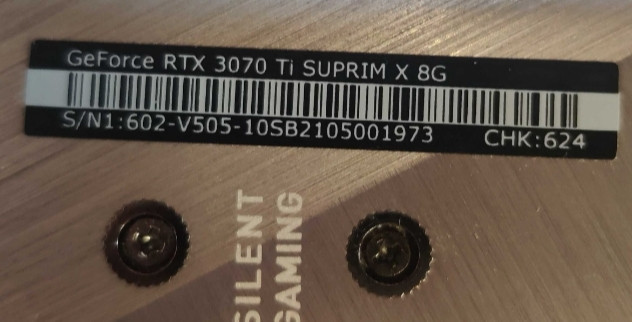 GeForce RTX 3070 Ti SUPRIM X 8G
S/N1:602-V505-10SB2105001973 CHK:624
SILENT
GAMING